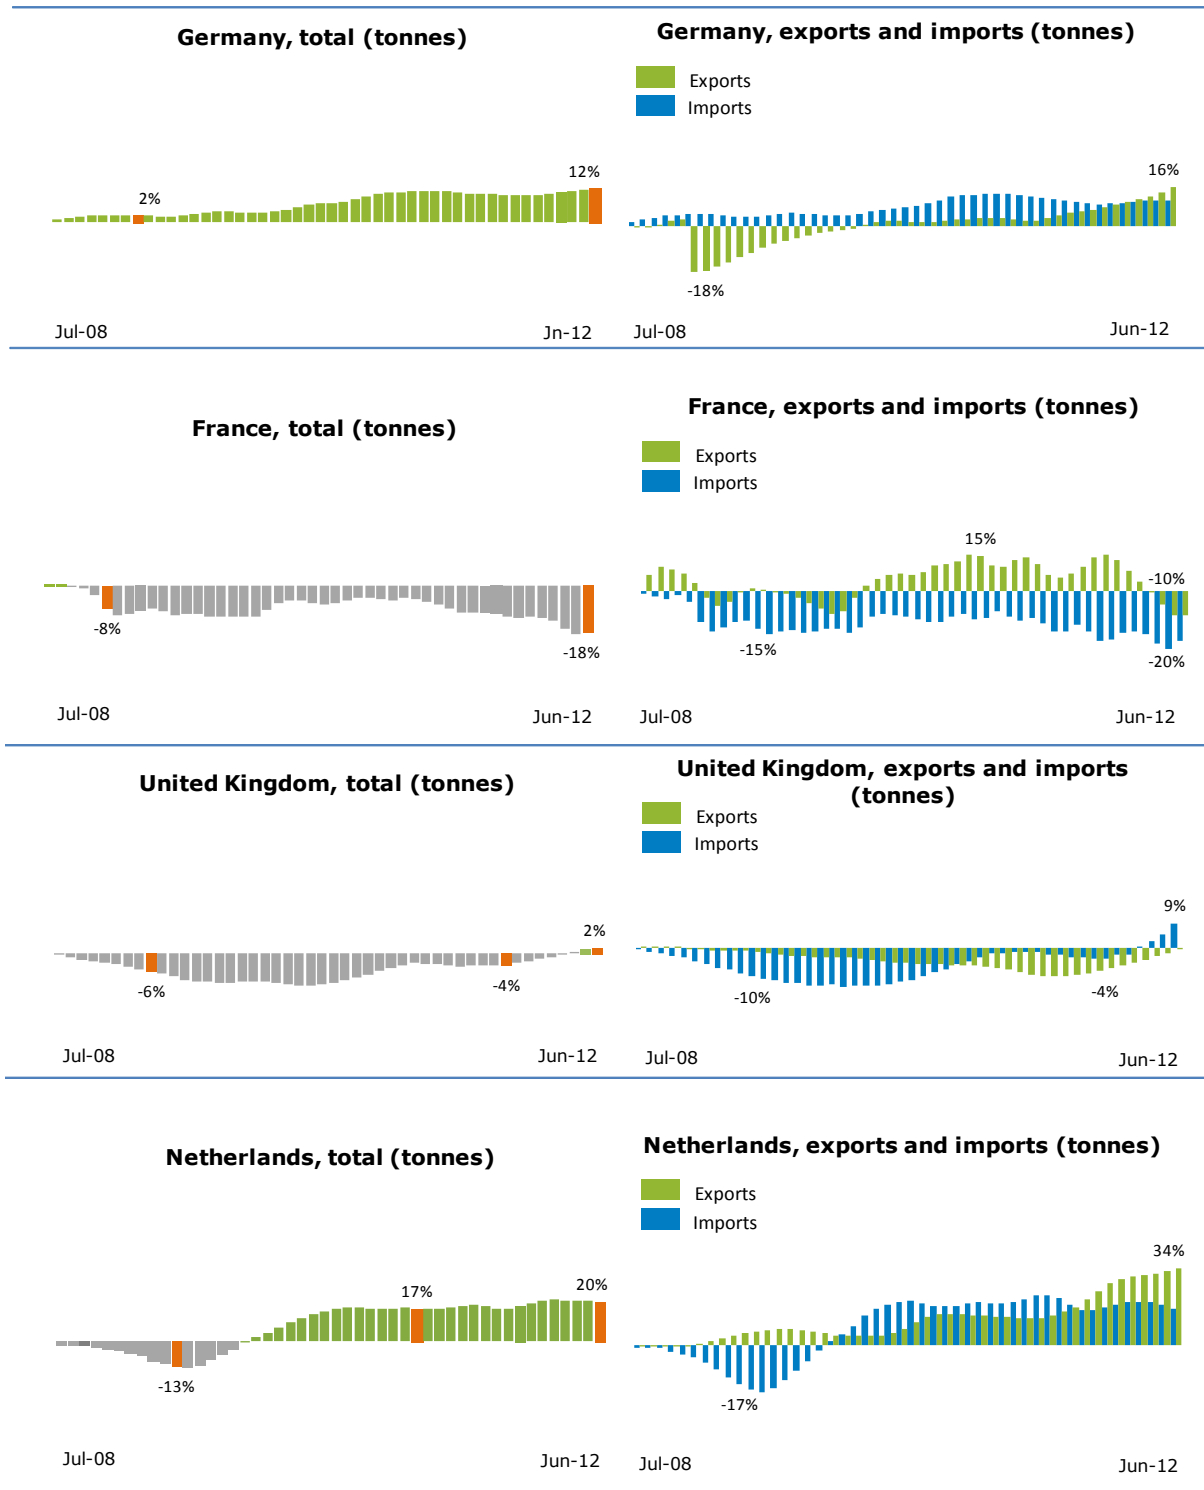 Germany, total (tonnes)
2%
12%
Jul-08
Jn-12
Germany, exports and imports (tonnes)
Exports
Imports
16%
-18%
Jul-08
Jun-12
France, total (tonnes)
-8%
-18%
Jul-08
Jun-12
France, exports and imports (tonnes)
Exports
Imports
15%
-10%
-15%
-20%
Jul-08
Jun-12
United Kingdom, total (tonnes)
2%
-6%
-4%
Jul-08
Jun-12
United Kingdom, exports and imports
(tonnes)
Exports
Imports
9%
-10%
-4%
Jul-08
Jun-12
Netherlands, total (tonnes)
17%
20%
-13%
Jul-08
Jun-12
Netherlands, exports and imports (tonnes)
Exports
Imports
34%
-17%
Jul-08
Jun-12